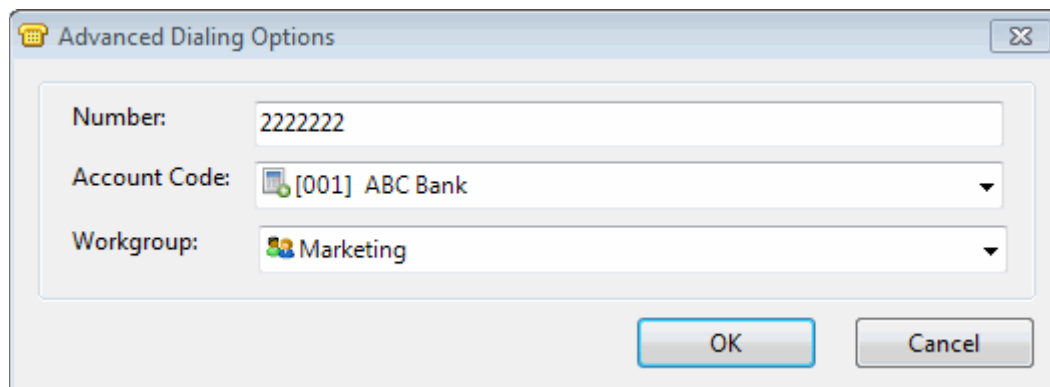 Advanced Dialing Options
Number: 2222222
Account Code: [001] ABC Bank
Workgroup: Marketing
OK Cancel